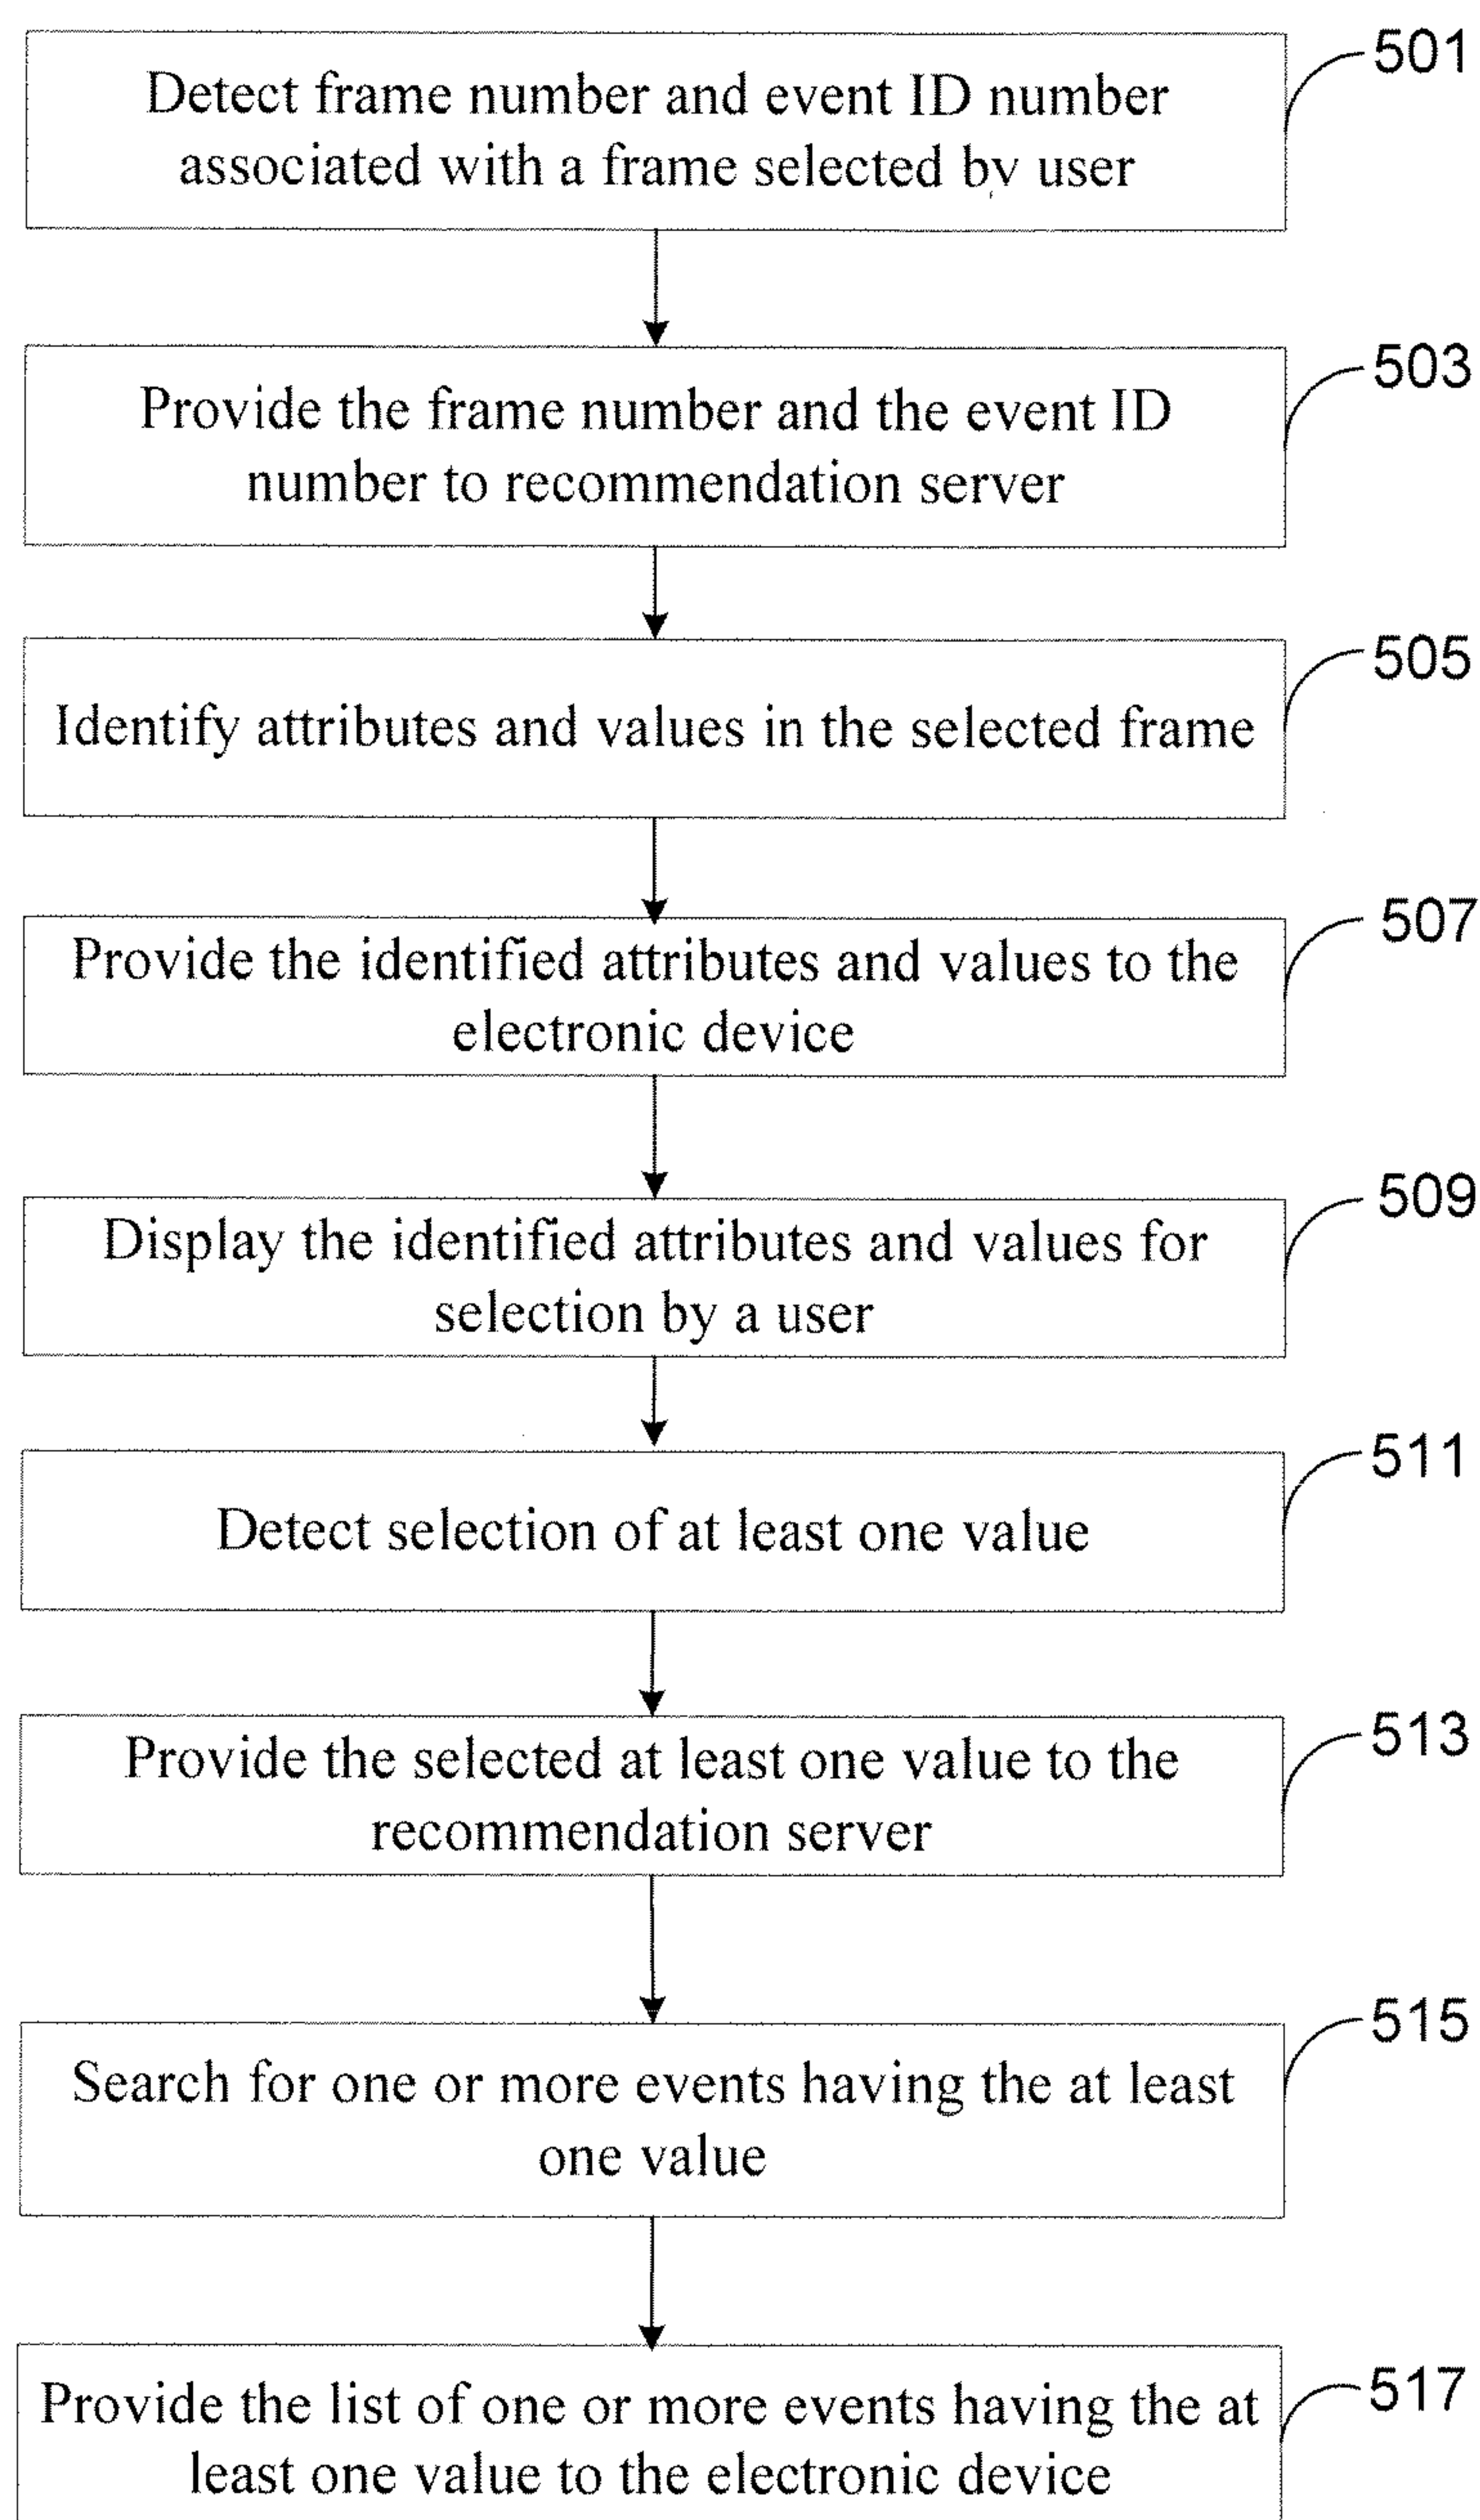 501
Detect frame number and event ID number
associated with a frame selected by user
503
Provide the frame number and the event ID
number to recommendation server
505
Identify attributes and values in the selected frame
507
Provide the identified attributes and values to the
electronic device
509
Display the identified attributes and values for
selection by a user
511
Detect selection of at least one value
513
Provide the selected at least one value to the
recommendation server
515
Search for one or more events having the at least
one value
517
Provide the list of one or more events having the at
least one value to the electronic device